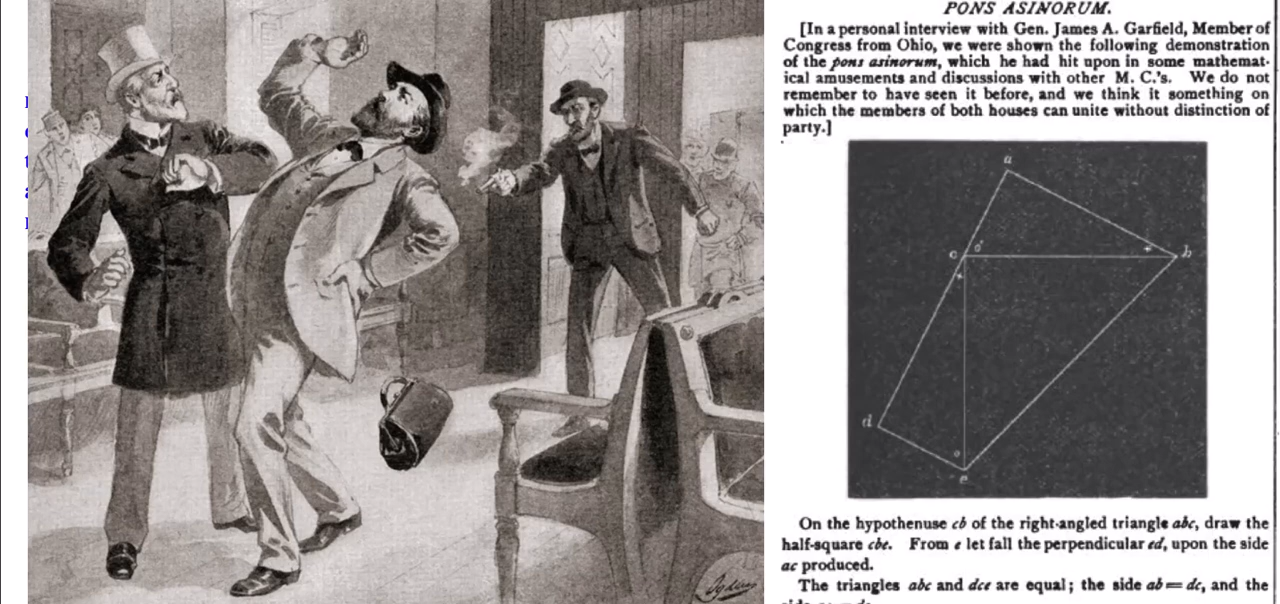 PONS ASINORUM.
[In a personal interview with Gen. James A. Garfield, Member of
Congress from Ohio, we were shown the following demonstration
of the pons asinorum, which he had hit upon in some mathemat-
ical amusements and discussions with other M. C.'s. We do not
remember to have seen it before, and we think it something on
which the members of both houses can unite without distinction of
party.]
a
c o' + b
+
d
o
e
On the hypothenuse cb of the right-angled triangle abc, draw the
half-square cbe. From e let fall the perpendicular ed, upon the side
ac produced.
The triangles abc and dce are equal; the side ab = dc, and the